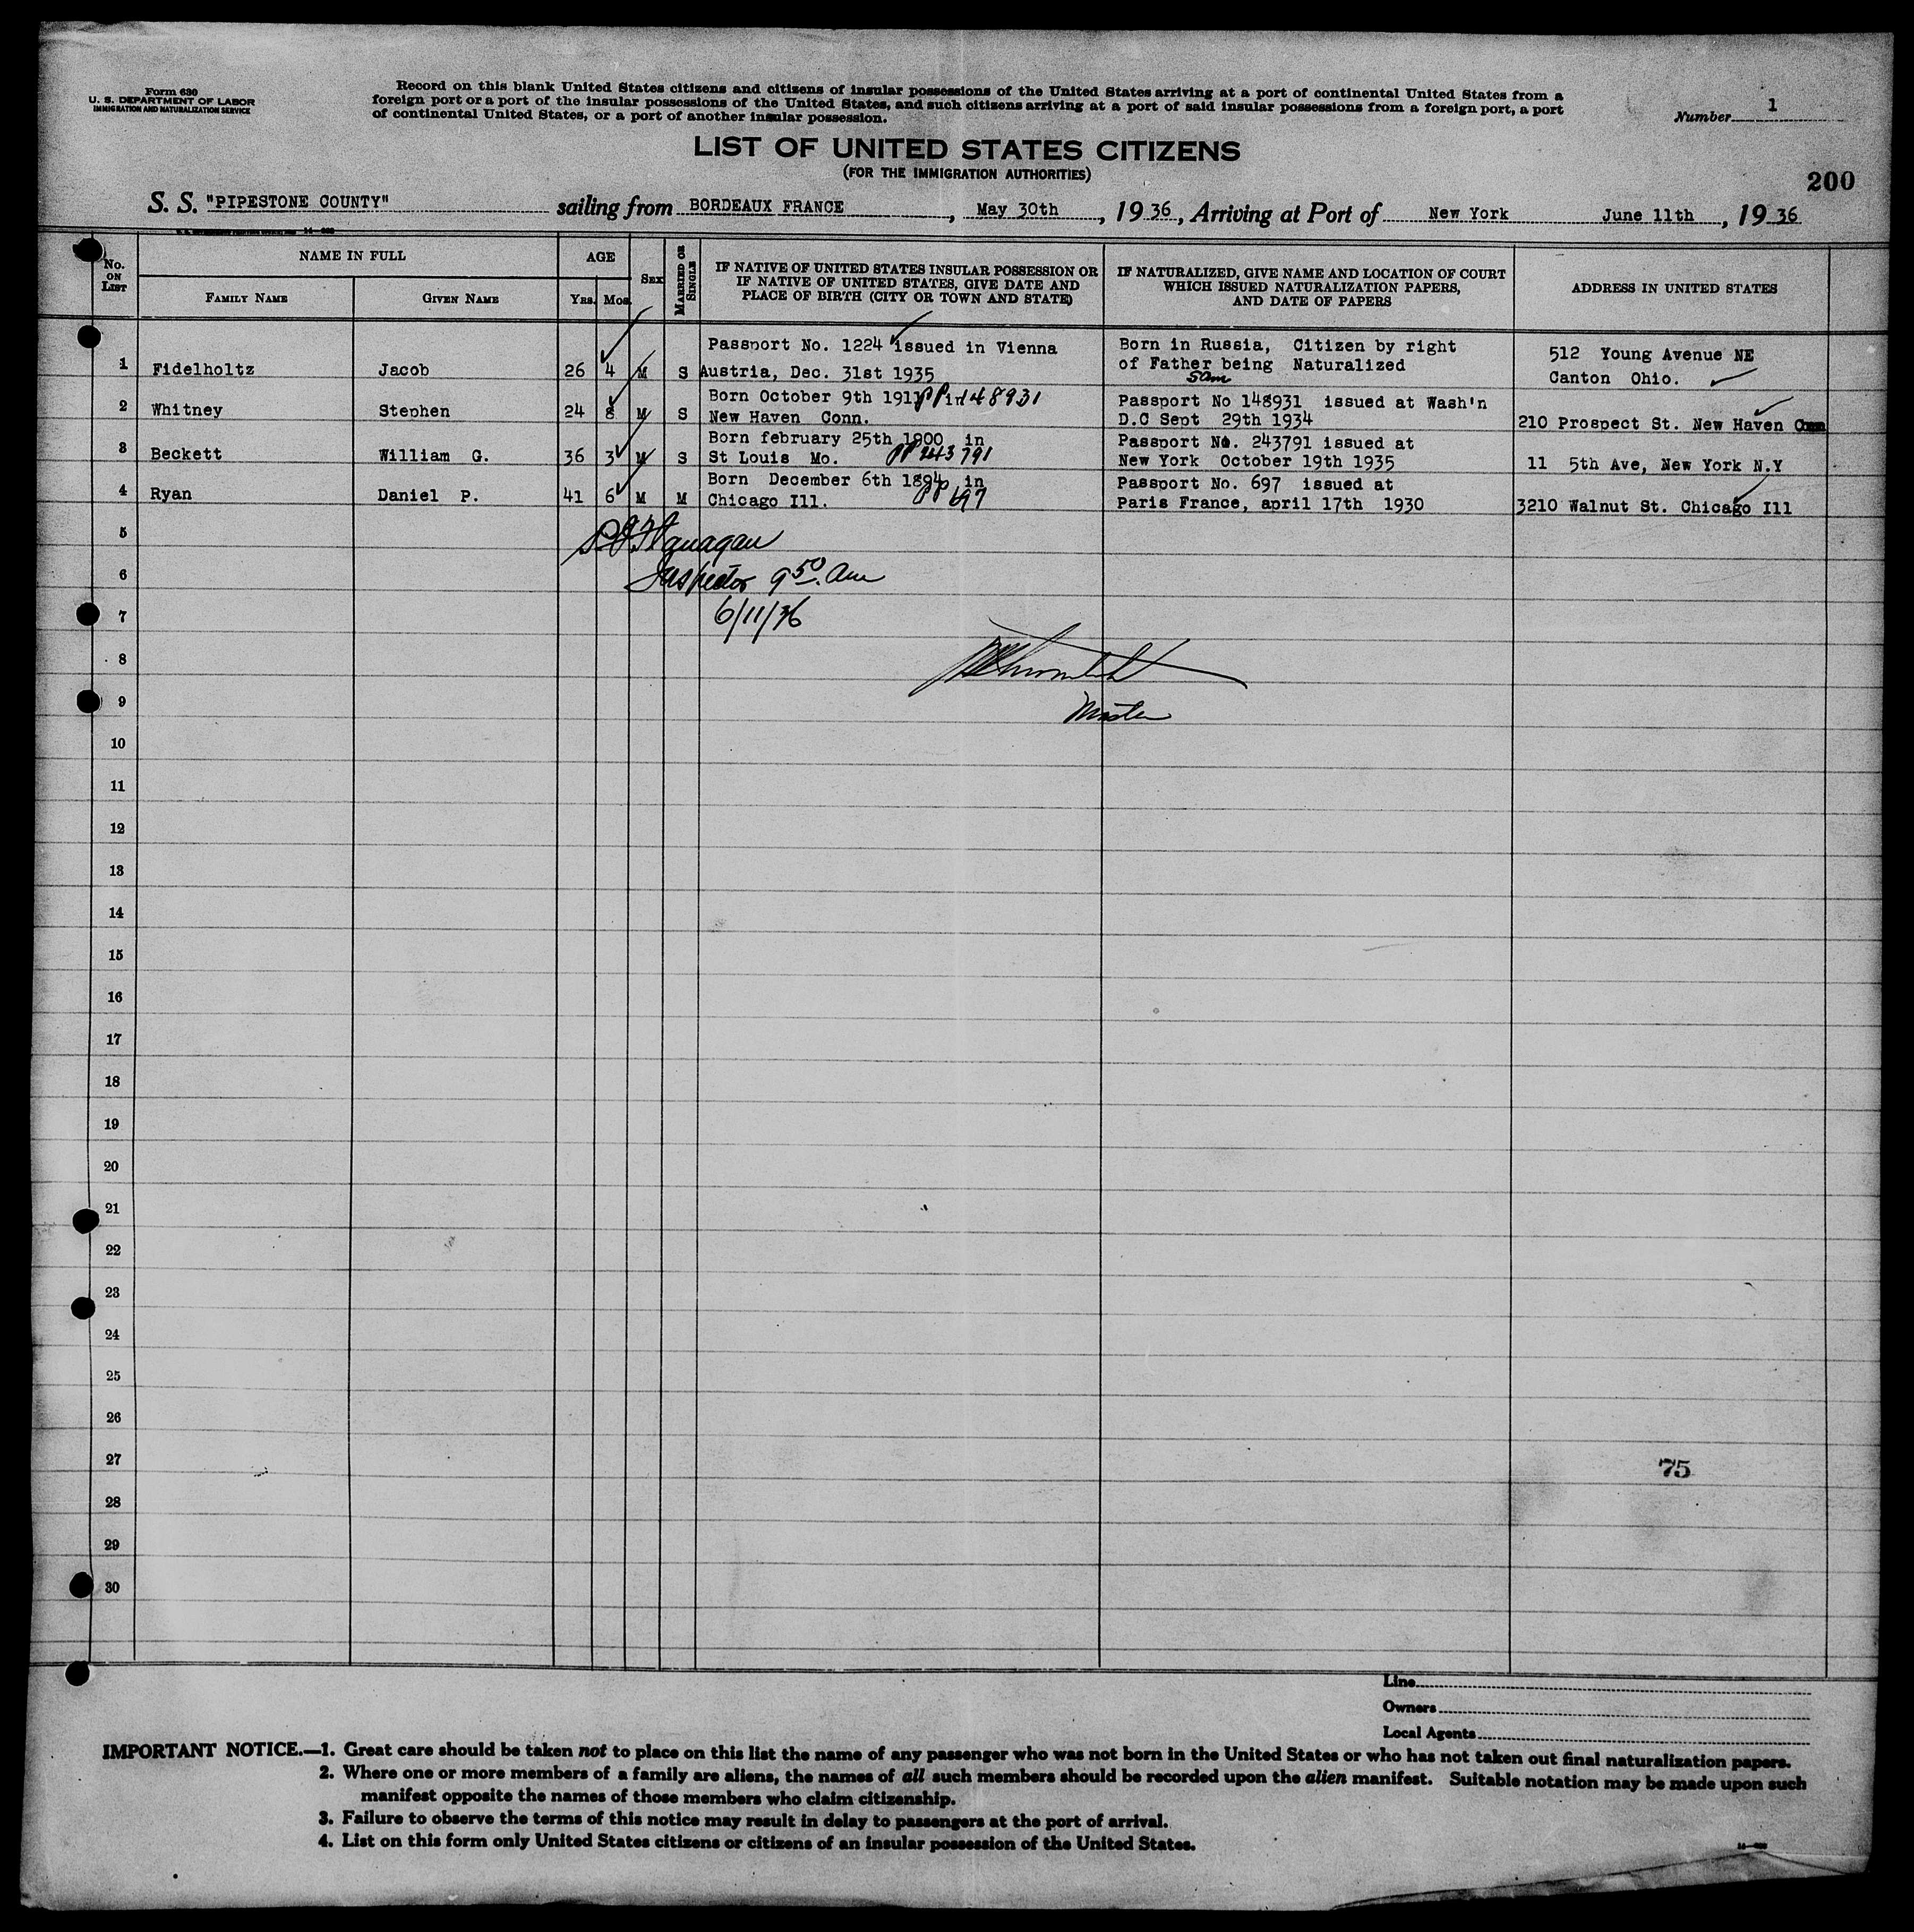 Form 630
U. S. DEPARTMENT OF LABOR
IMMIGRATION AND NATURALIZATION SERVICE
Record on this blank United States citizens and citizens of insular possessions of the United States arriving at a port of continental United States from a
foreign port or a port of the insular possessions of the United States, and such citizens arriving at a port of said insular possessions from a foreign port, a port
of continental United States, or a port of another insular possession.
Number 1
LIST OF UNITED STATES CITIZENS
(FOR THE IMMIGRATION AUTHORITIES)
200
S. S. "PIPESTONE COUNTY" sailing from BORDEAUX FRANCE, May 30th, 1936, Arriving at Port of New York June 11th, 1936
No. ON LIST
NAME IN FULL
FAMILY NAME
GIVEN NAME
AGE
YRS. MOS.
SEX
MARRIED OR SINGLE
IF NATIVE OF UNITED STATES INSULAR POSSESSION OR
IF NATIVE OF UNITED STATES, GIVE DATE AND
PLACE OF BIRTH (CITY OR TOWN AND STATE)
IF NATURALIZED, GIVE NAME AND LOCATION OF COURT
WHICH ISSUED NATURALIZATION PAPERS,
AND DATE OF PAPERS
ADDRESS IN UNITED STATES
1 Fidelholtz Jacob 26 4 M S
Passport No. 1224 issued in Vienna
Austria, Dec. 31st 1935
Born in Russia, Citizen by right
of Father being Naturalized
Sam
512 Young Avenue NE
Canton Ohio.
2 Whitney Stephen 24 8 M S
Born October 9th 1911 in PP 148931
New Haven Conn.
Passport No 148931 issued at Wash'n
D.C Sept 29th 1934
210 Prospect St. New Haven Conn
3 Beckett William G. 36 3 M S
Born february 25th 1900 in
St Louis Mo. PP 243791
Passport No. 243791 issued at
New York October 19th 1935
11 5th Ave, New York N.Y
4 Ryan Daniel P. 41 6 M M
Born December 6th 1894 in
Chicago Ill. PP 697
Passport No. 697 issued at
Paris France, april 17th 1930
3210 Walnut St. Chicago Ill
5
Flanagan
6
Inspector 9 50. Am
7
6/11/36
8
9
Master
10
11
12
13
14
15
16
17
18
19
20
21
22
23
24
25
26
27
75
28
29
30
Line
Owners
Local Agents
IMPORTANT NOTICE.—1. Great care should be taken not to place on this list the name of any passenger who was not born in the United States or who has not taken out final naturalization papers.
2. Where one or more members of a family are aliens, the names of all such members should be recorded upon the alien manifest. Suitable notation may be made upon such
manifest opposite the names of those members who claim citizenship.
3. Failure to observe the terms of this notice may result in delay to passengers at the port of arrival.
4. List on this form only United States citizens or citizens of an insular possession of the United States.